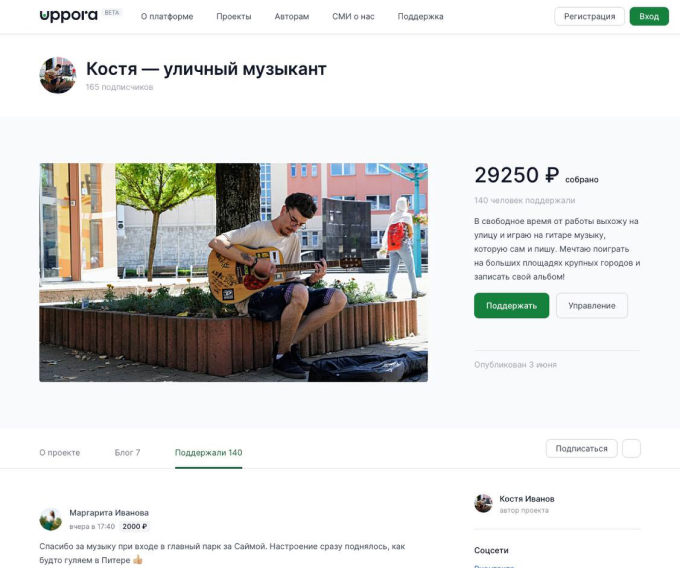 uppora BETA О платформе Проекты Авторам СМИ о нас Поддержка Регистрация Вход
Костя — уличный музыкант
165 подписчиков
29250 ₽ собрано
140 человек поддержали
В свободное время от работы выхожу на
улицу и играю на гитаре музыку,
которую сам и пишу. Мечтаю поиграть
на больших площадях крупных городов и
записать свой альбом!
Поддержать Управление
Опубликован 3 июня
О проекте Блог 7 Поддержали 140 Подписаться
Маргарита Иванова
вчера в 17:40 2000 ₽
Спасибо за музыку при входе в главный парк за Саймой. Настроение сразу поднялось, как
будто гуляем в Питере 👍
Костя Иванов
автор проекта
Соцсети